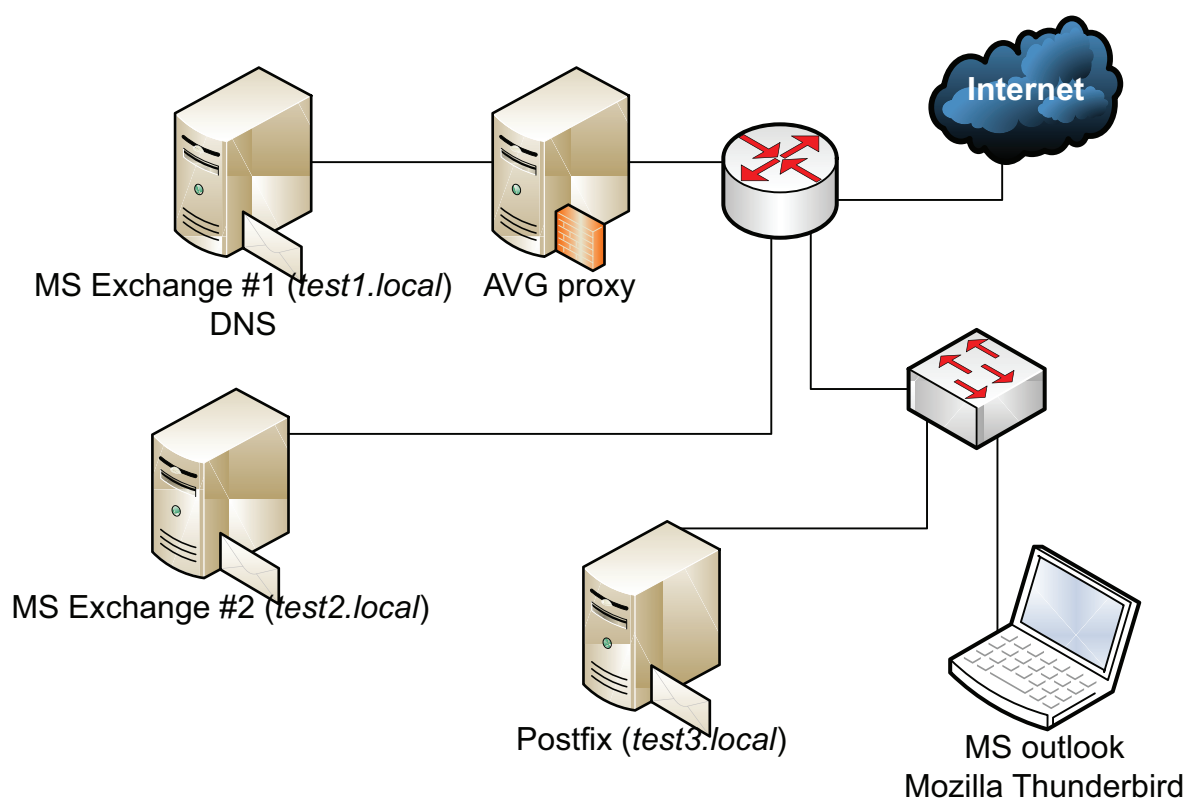 Internet
MS Exchange #1 (test1.local)
DNS
AVG proxy
MS Exchange #2 (test2.local)
Postfix (test3.local)
MS outlook
Mozilla Thunderbird